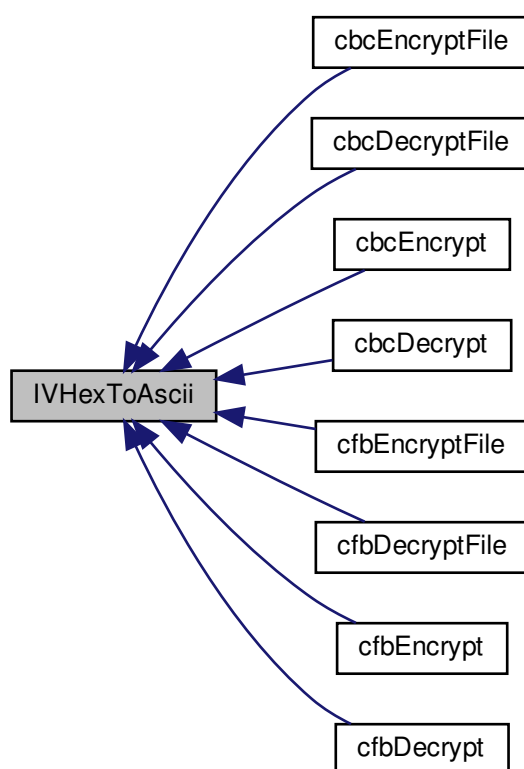 cbcEncryptFile
cbcDecryptFile
cbcEncrypt
cbcDecrypt
IVHexToAscii
cfbEncryptFile
cfbDecryptFile
cfbEncrypt
cfbDecrypt